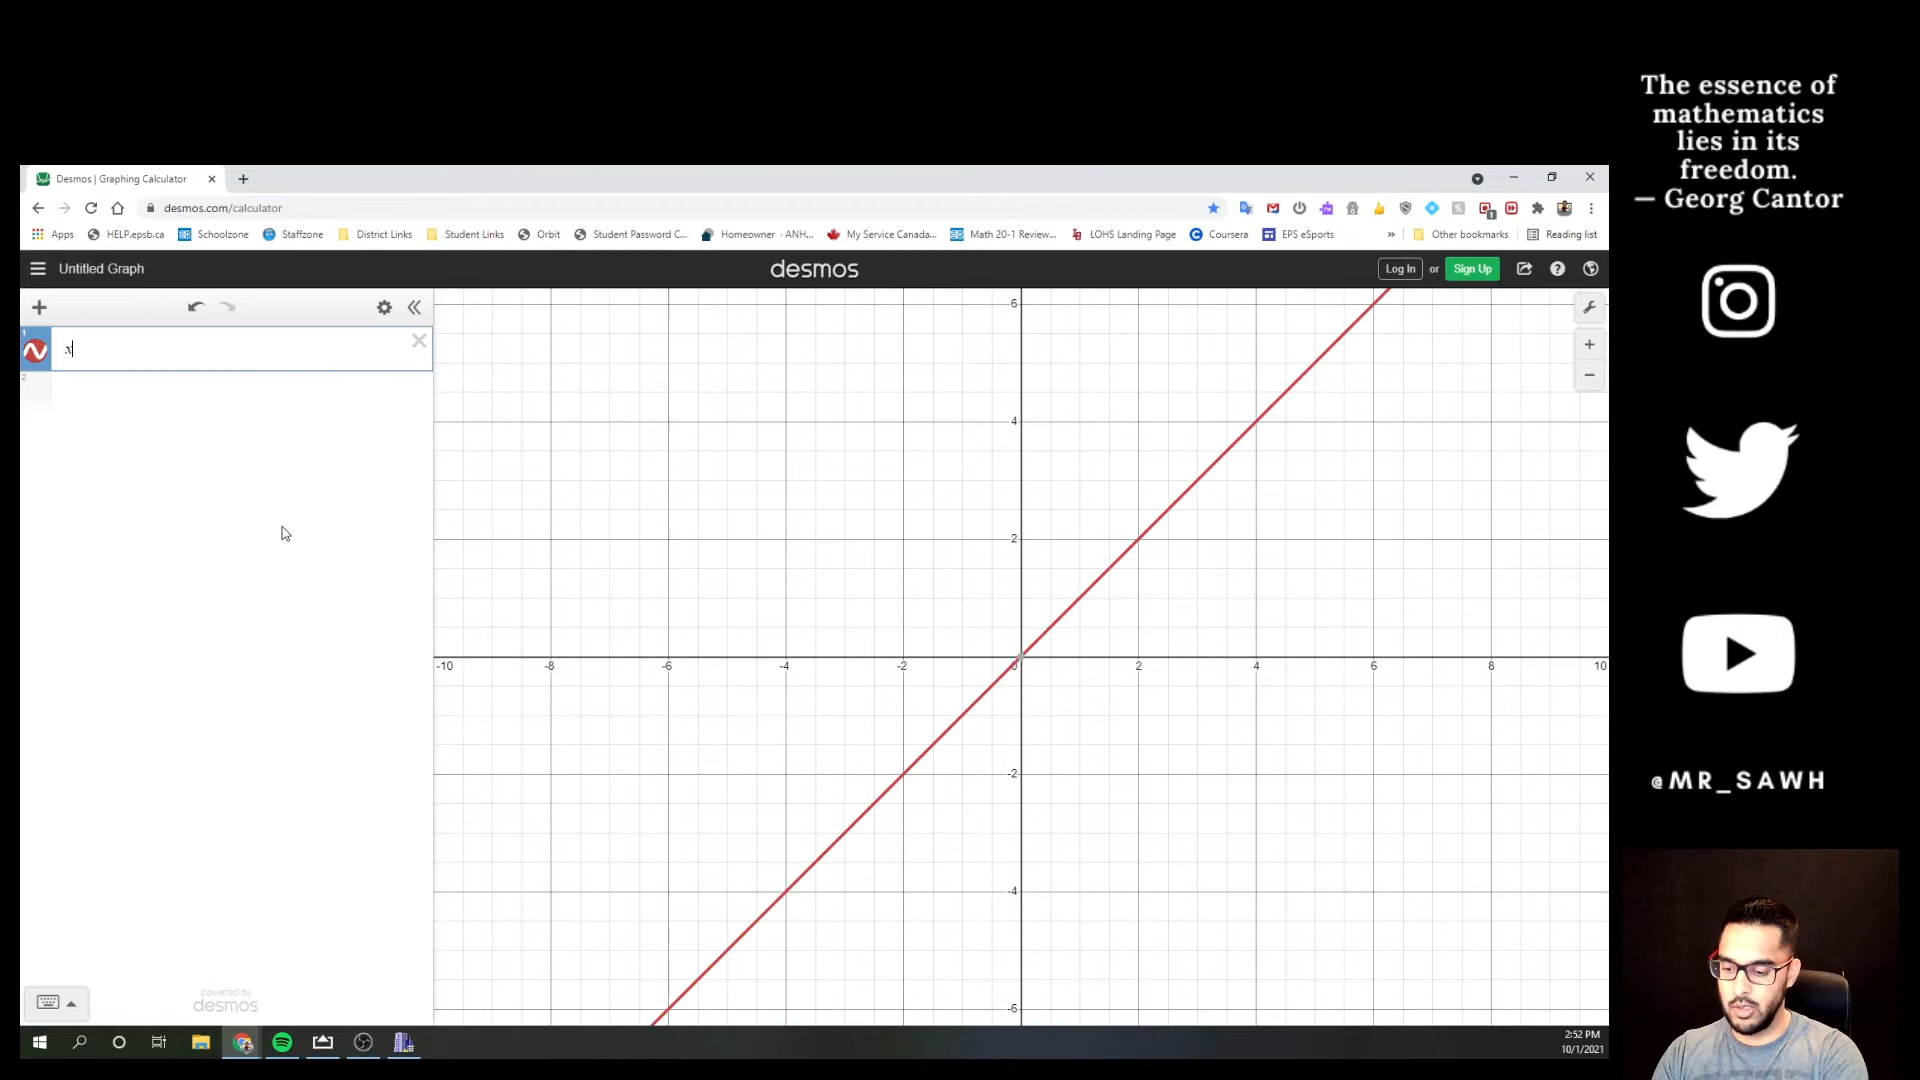 The essence of
mathematics
lies in its
freedom.
— Georg Cantor
Desmos | Graphing Calculator
desmos.com/calculator
Apps HELP.epsb.ca Schoolzone Staffzone District Links Student Links Orbit Student Password C... Homeowner - ANH... My Service Canada... Math 20-1 Review... LOHS Landing Page Coursera EPS eSports » Other bookmarks Reading list
Untitled Graph desmos Log In or Sign Up
1 x
2
6
4
2
-10 -8 -6 -4 -2 0 2 4 6 8 10
-2
-4
-6
@MR_SAWH
powered by
desmos
2:52 PM
10/1/2021